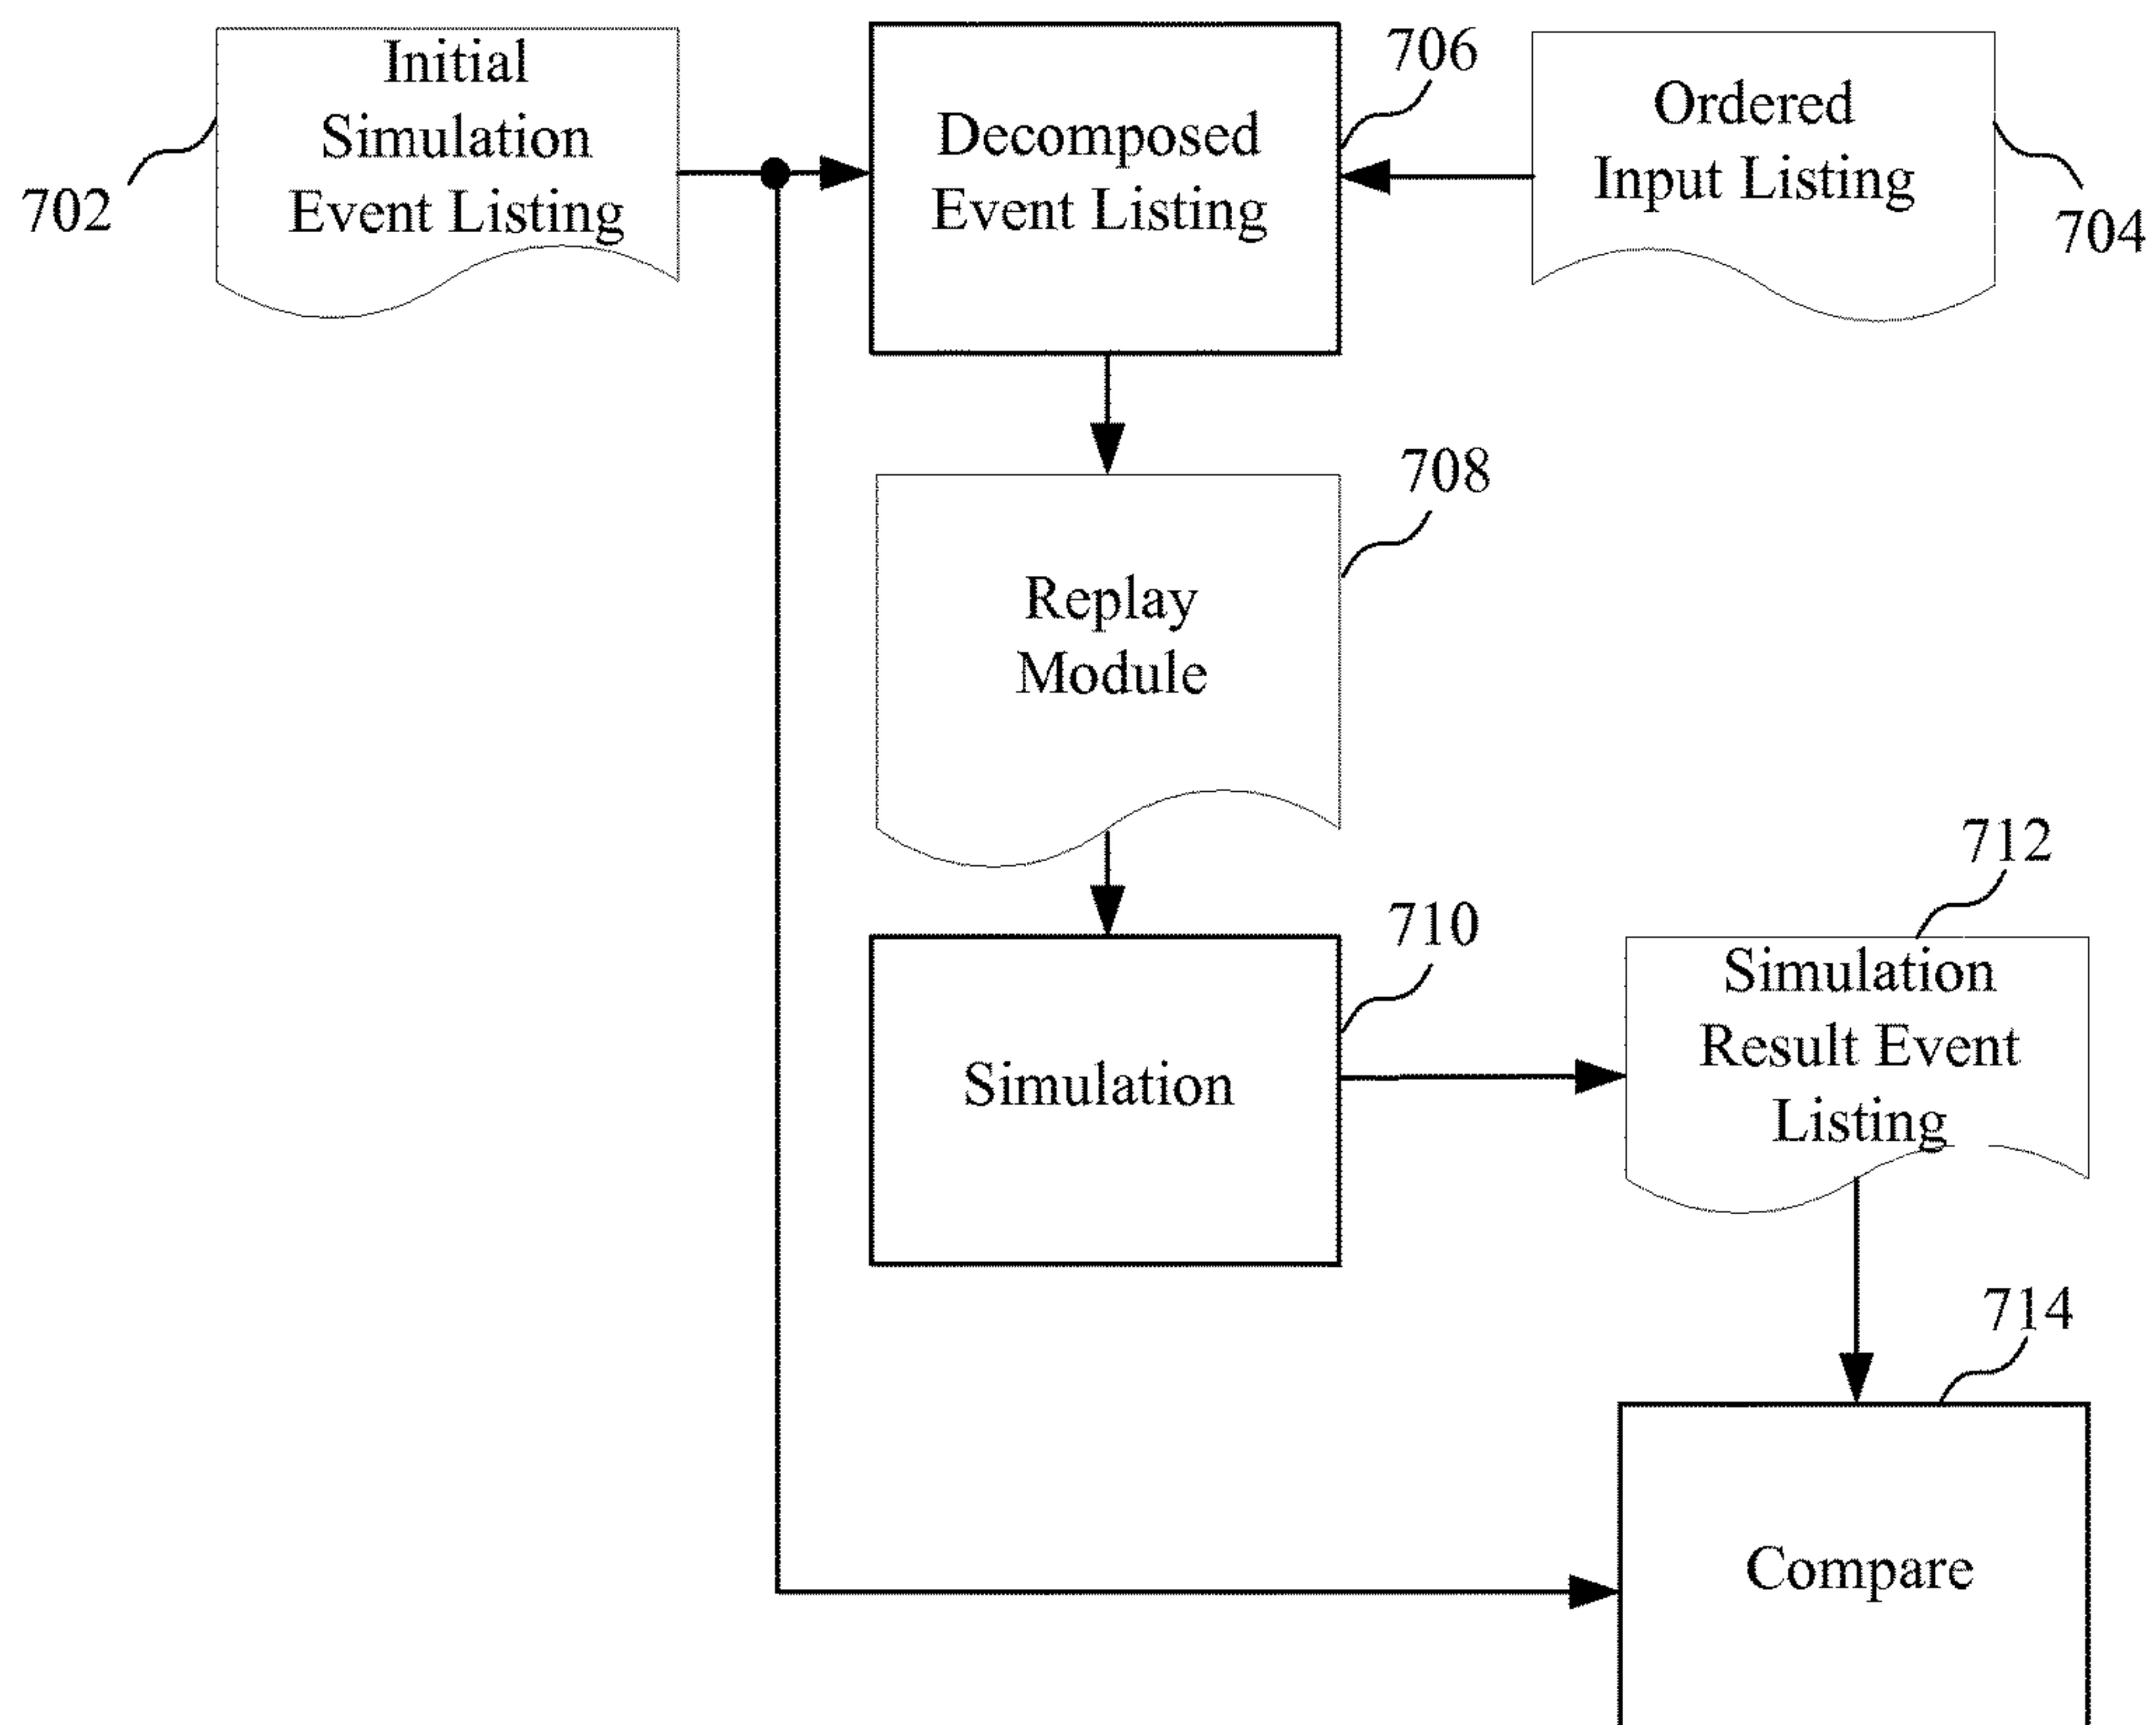 Initial
Simulation
Event Listing
702
Decomposed
Event Listing
706
Ordered
Input Listing
704
Replay
Module
708
Simulation
710
Simulation
Result Event
Listing
712
Compare
714